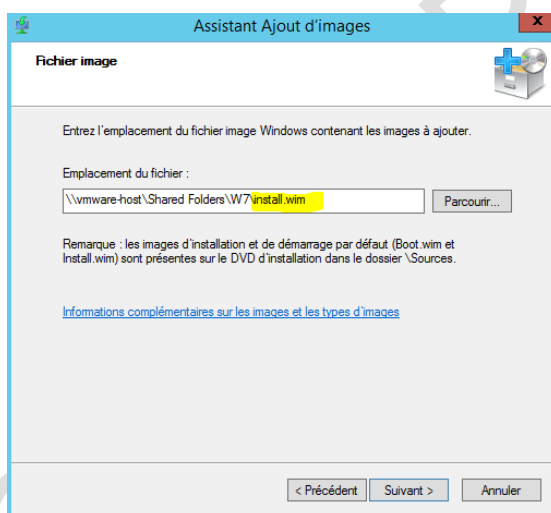 Assistant Ajout d'images
x
Fichier image
Entrez l'emplacement du fichier image Windows contenant les images à ajouter.
Emplacement du fichier :
\\vmware-host\Shared Folders\W7\install.wim
Parcourir...
Remarque : les images d'installation et de démarrage par défaut (Boot.wim et
Install.wim) sont présentes sur le DVD d'installation dans le dossier \Sources.
Informations complémentaires sur les images et les types d'images
< Précédent
Suivant >
Annuler